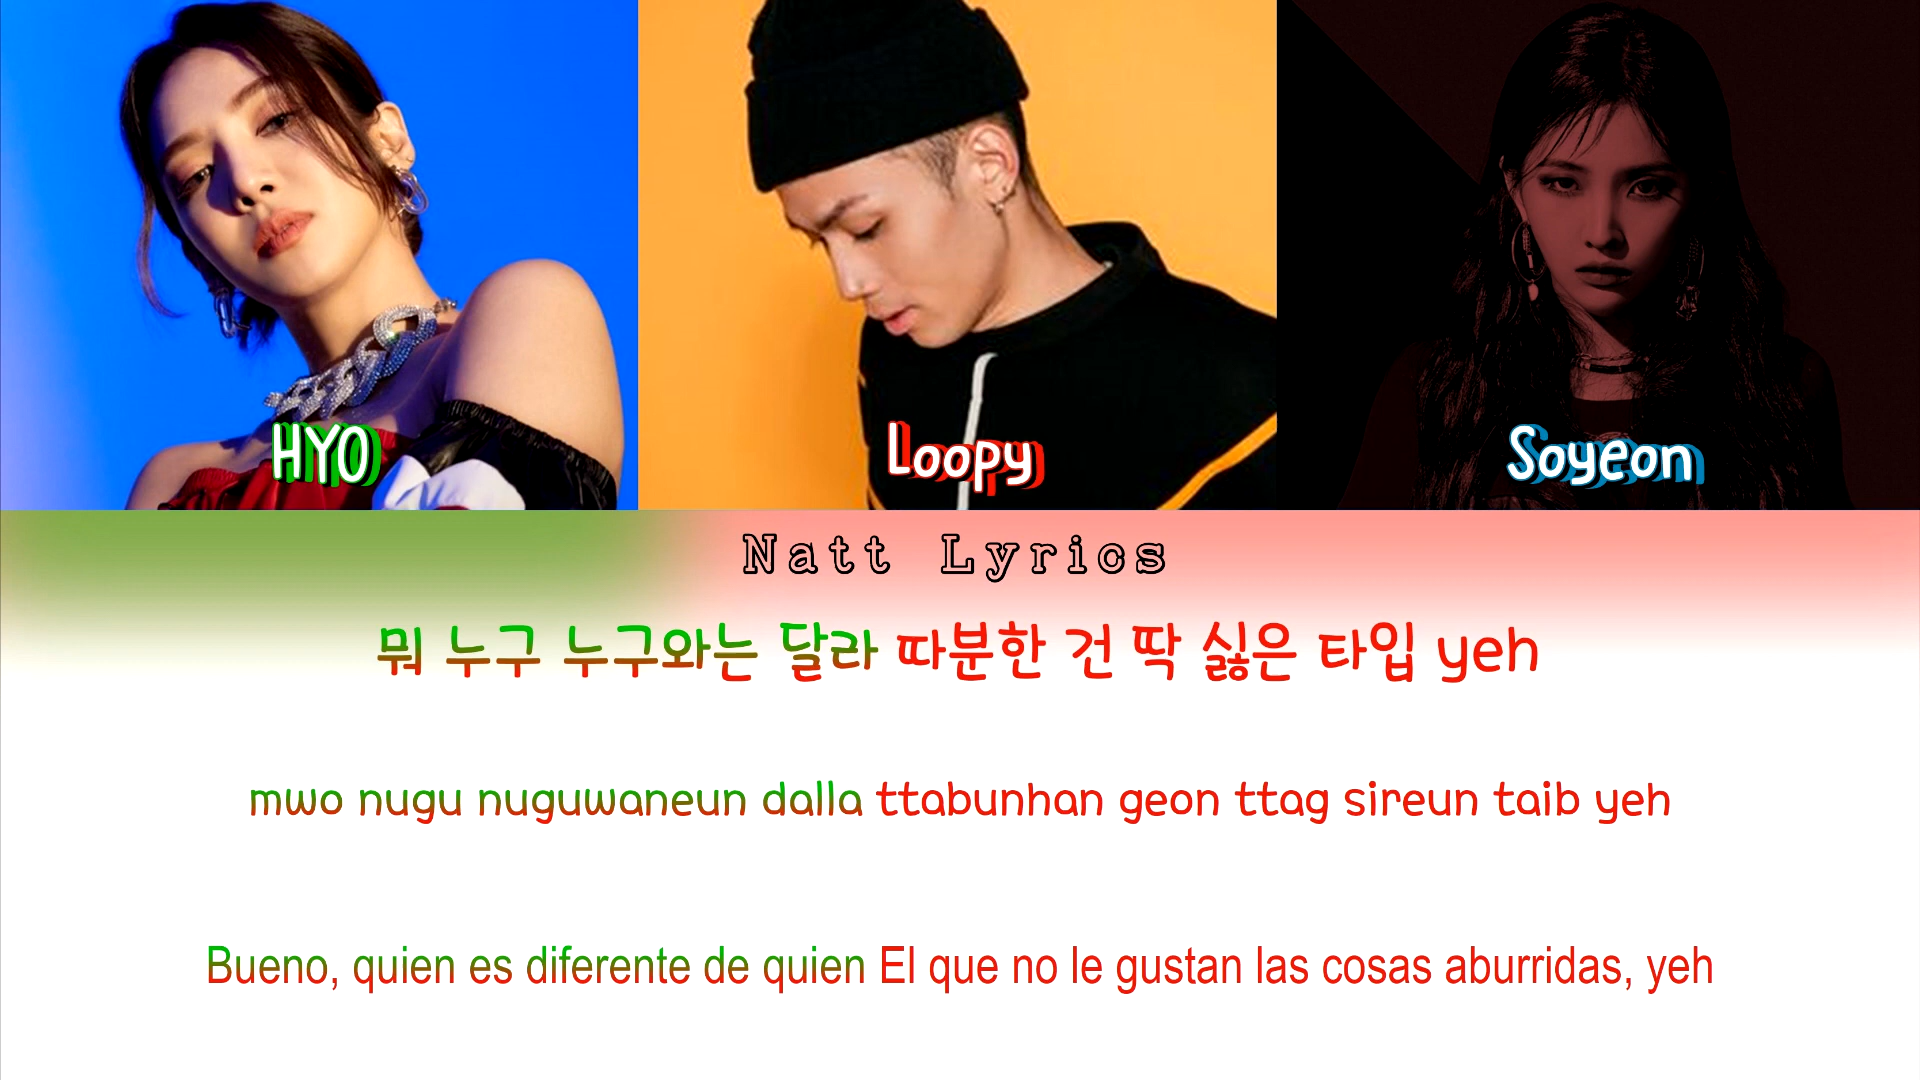 HYO
Loopy
Soyeon
Natt Lyrics
뭐 누구 누구와는 달라 따분한 건 딱 싫은 타입 yeh
mwo nugu nuguwaneun dalla ttabunhan geon ttag sireun taib yeh
Bueno, quien es diferente de quien El que no le gustan las cosas aburridas, yeh